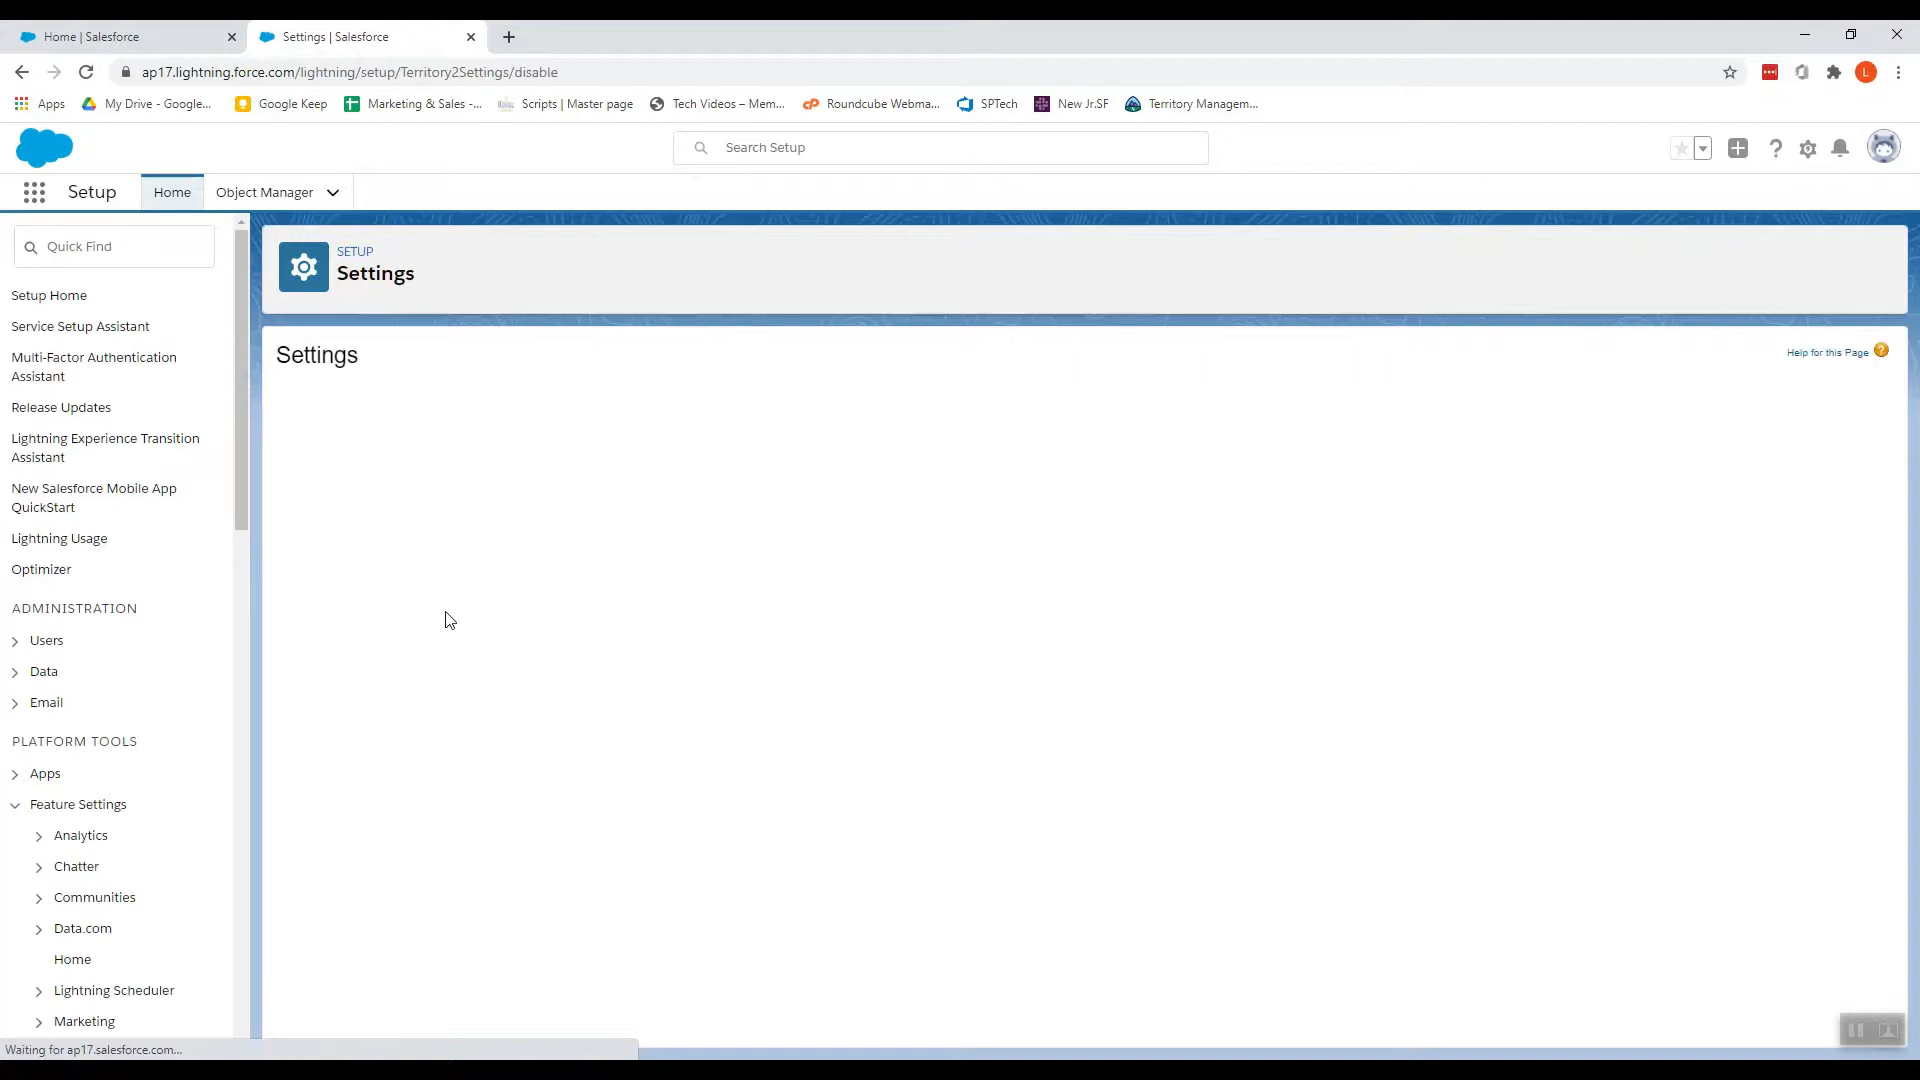 Home | Salesforce
Settings | Salesforce
ap17.lightning.force.com/lightning/setup/Territory2Settings/disable
Apps
My Drive - Google...
Google Keep
Marketing & Sales -...
Scripts | Master page
Tech Videos – Mem...
Roundcube Webma...
SPTech
New Jr.SF
Territory Managem...
L
Search Setup
Setup
Home
Object Manager
Quick Find
SETUP
Settings
Setup Home
Service Setup Assistant
Multi-Factor Authentication
Assistant
Release Updates
Lightning Experience Transition
Assistant
New Salesforce Mobile App
QuickStart
Lightning Usage
Optimizer
ADMINISTRATION
Users
Data
Email
PLATFORM TOOLS
Apps
Feature Settings
Analytics
Chatter
Communities
Data.com
Home
Lightning Scheduler
Marketing
Settings
Help for this Page
Waiting for ap17.salesforce.com...